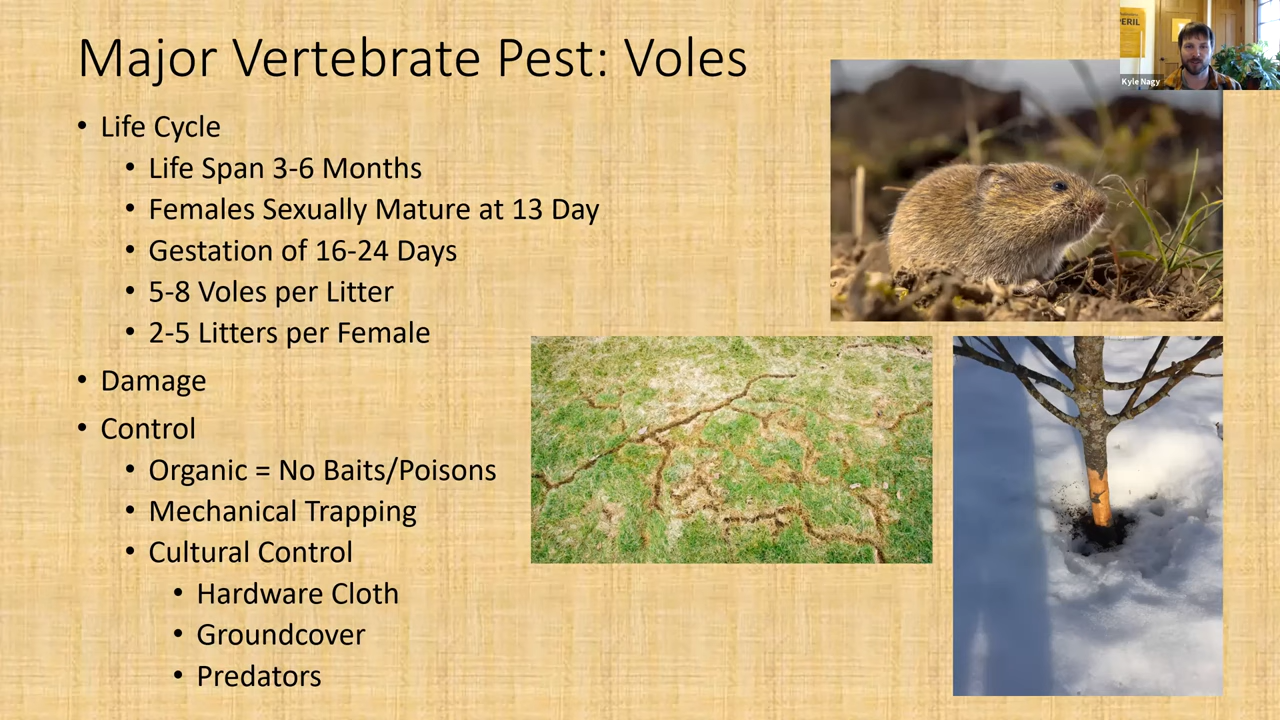 Major Vertebrate Pest: Voles
• Life Cycle
• Life Span 3-6 Months
• Females Sexually Mature at 13 Day
• Gestation of 16-24 Days
• 5-8 Voles per Litter
• 2-5 Litters per Female
• Damage
• Control
• Organic = No Baits/Poisons
• Mechanical Trapping
• Cultural Control
• Hardware Cloth
• Groundcover
• Predators
PERIL
Kyle Nagy